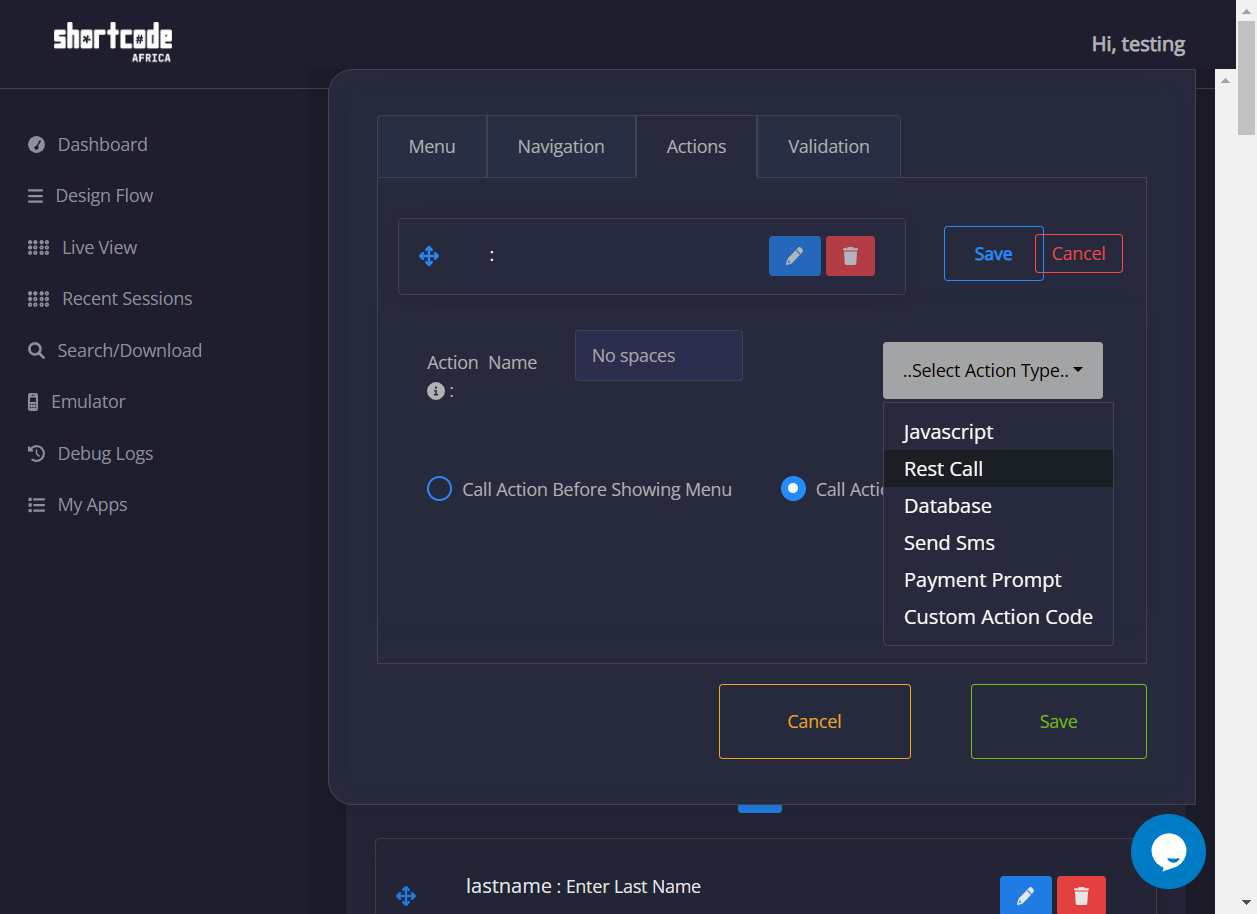 shortcode
AFRICA
Hi, testing
Dashboard
Design Flow
Live View
Recent Sessions
Search/Download
Emulator
Debug Logs
My Apps
Menu Navigation Actions Validation
:
Save Cancel
Action Name
:
No spaces
..Select Action Type..
Javascript
Rest Call
Database
Send Sms
Payment Prompt
Custom Action Code
Call Action Before Showing Menu
Call
Cancel Save
lastname : Enter Last Name